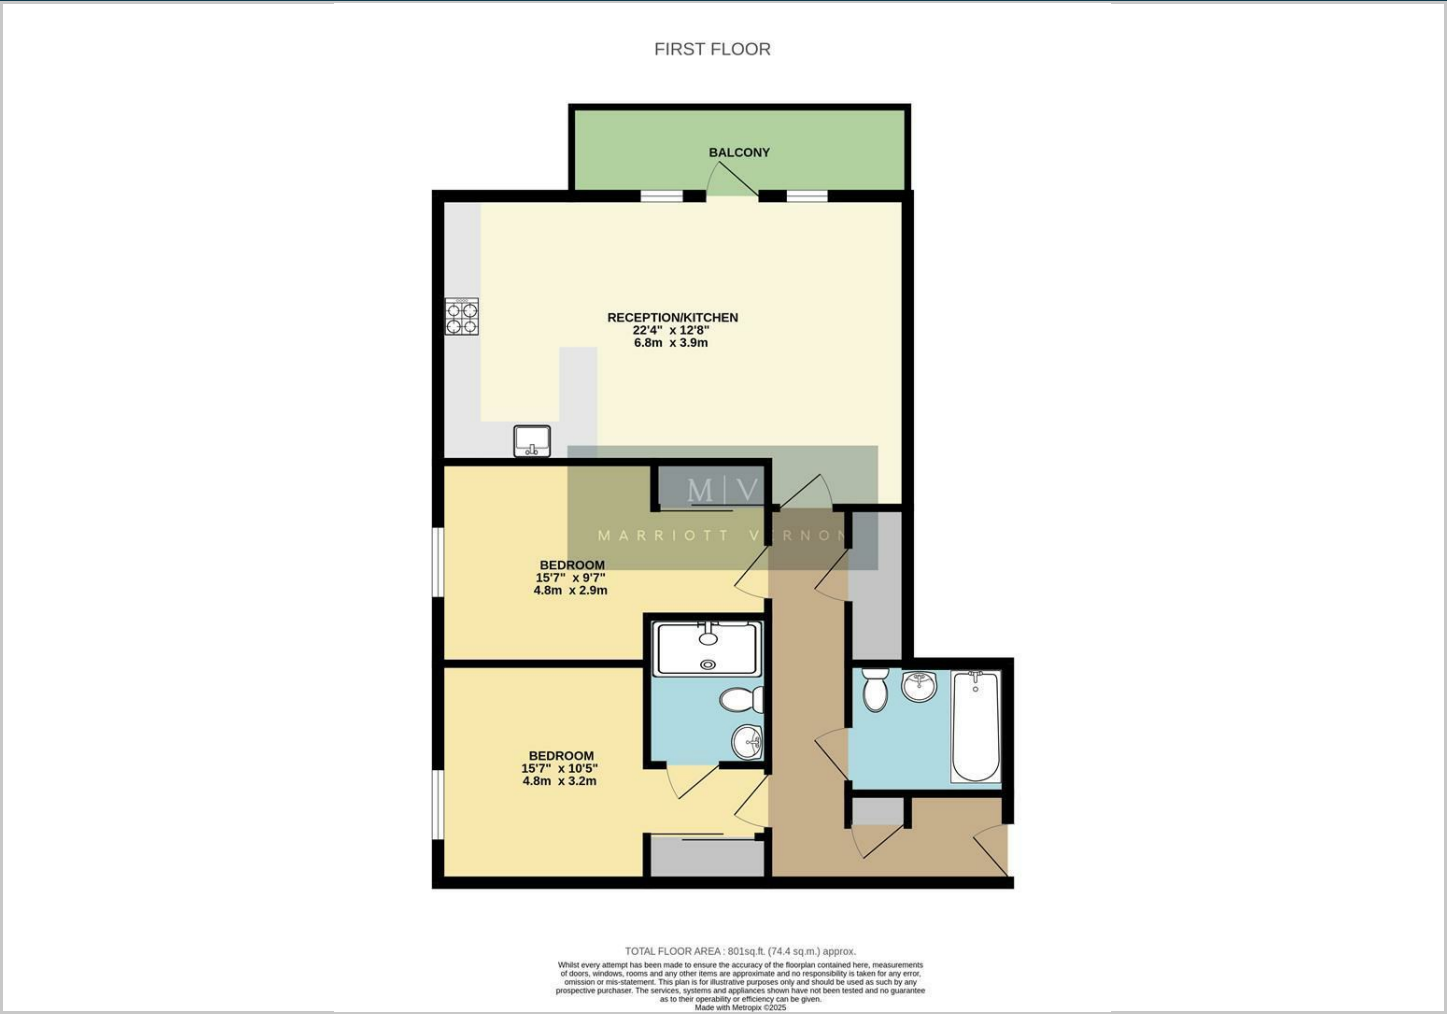 FIRST FLOOR
BALCONY
RECEPTION/KITCHEN
22'4" x 12'8"
6.8m x 3.9m
M|V
MARRIOTT VERNON
BEDROOM
15'7" x 9'7"
4.8m x 2.9m
BEDROOM
15'7" x 10'5"
4.8m x 3.2m
TOTAL FLOOR AREA : 801sq.ft. (74.4 sq.m.) approx.
Whilst every attempt has been made to ensure the accuracy of the floorplan contained here, measurements
of doors, windows, rooms and any other items are approximate and no responsibility is taken for any error,
omission or mis-statement. This plan is for illustrative purposes only and should be used as such by any
prospective purchaser. The services, systems and appliances shown have not been tested and no guarantee
as to their operability or efficiency can be given.
Made with Metropix ©2025